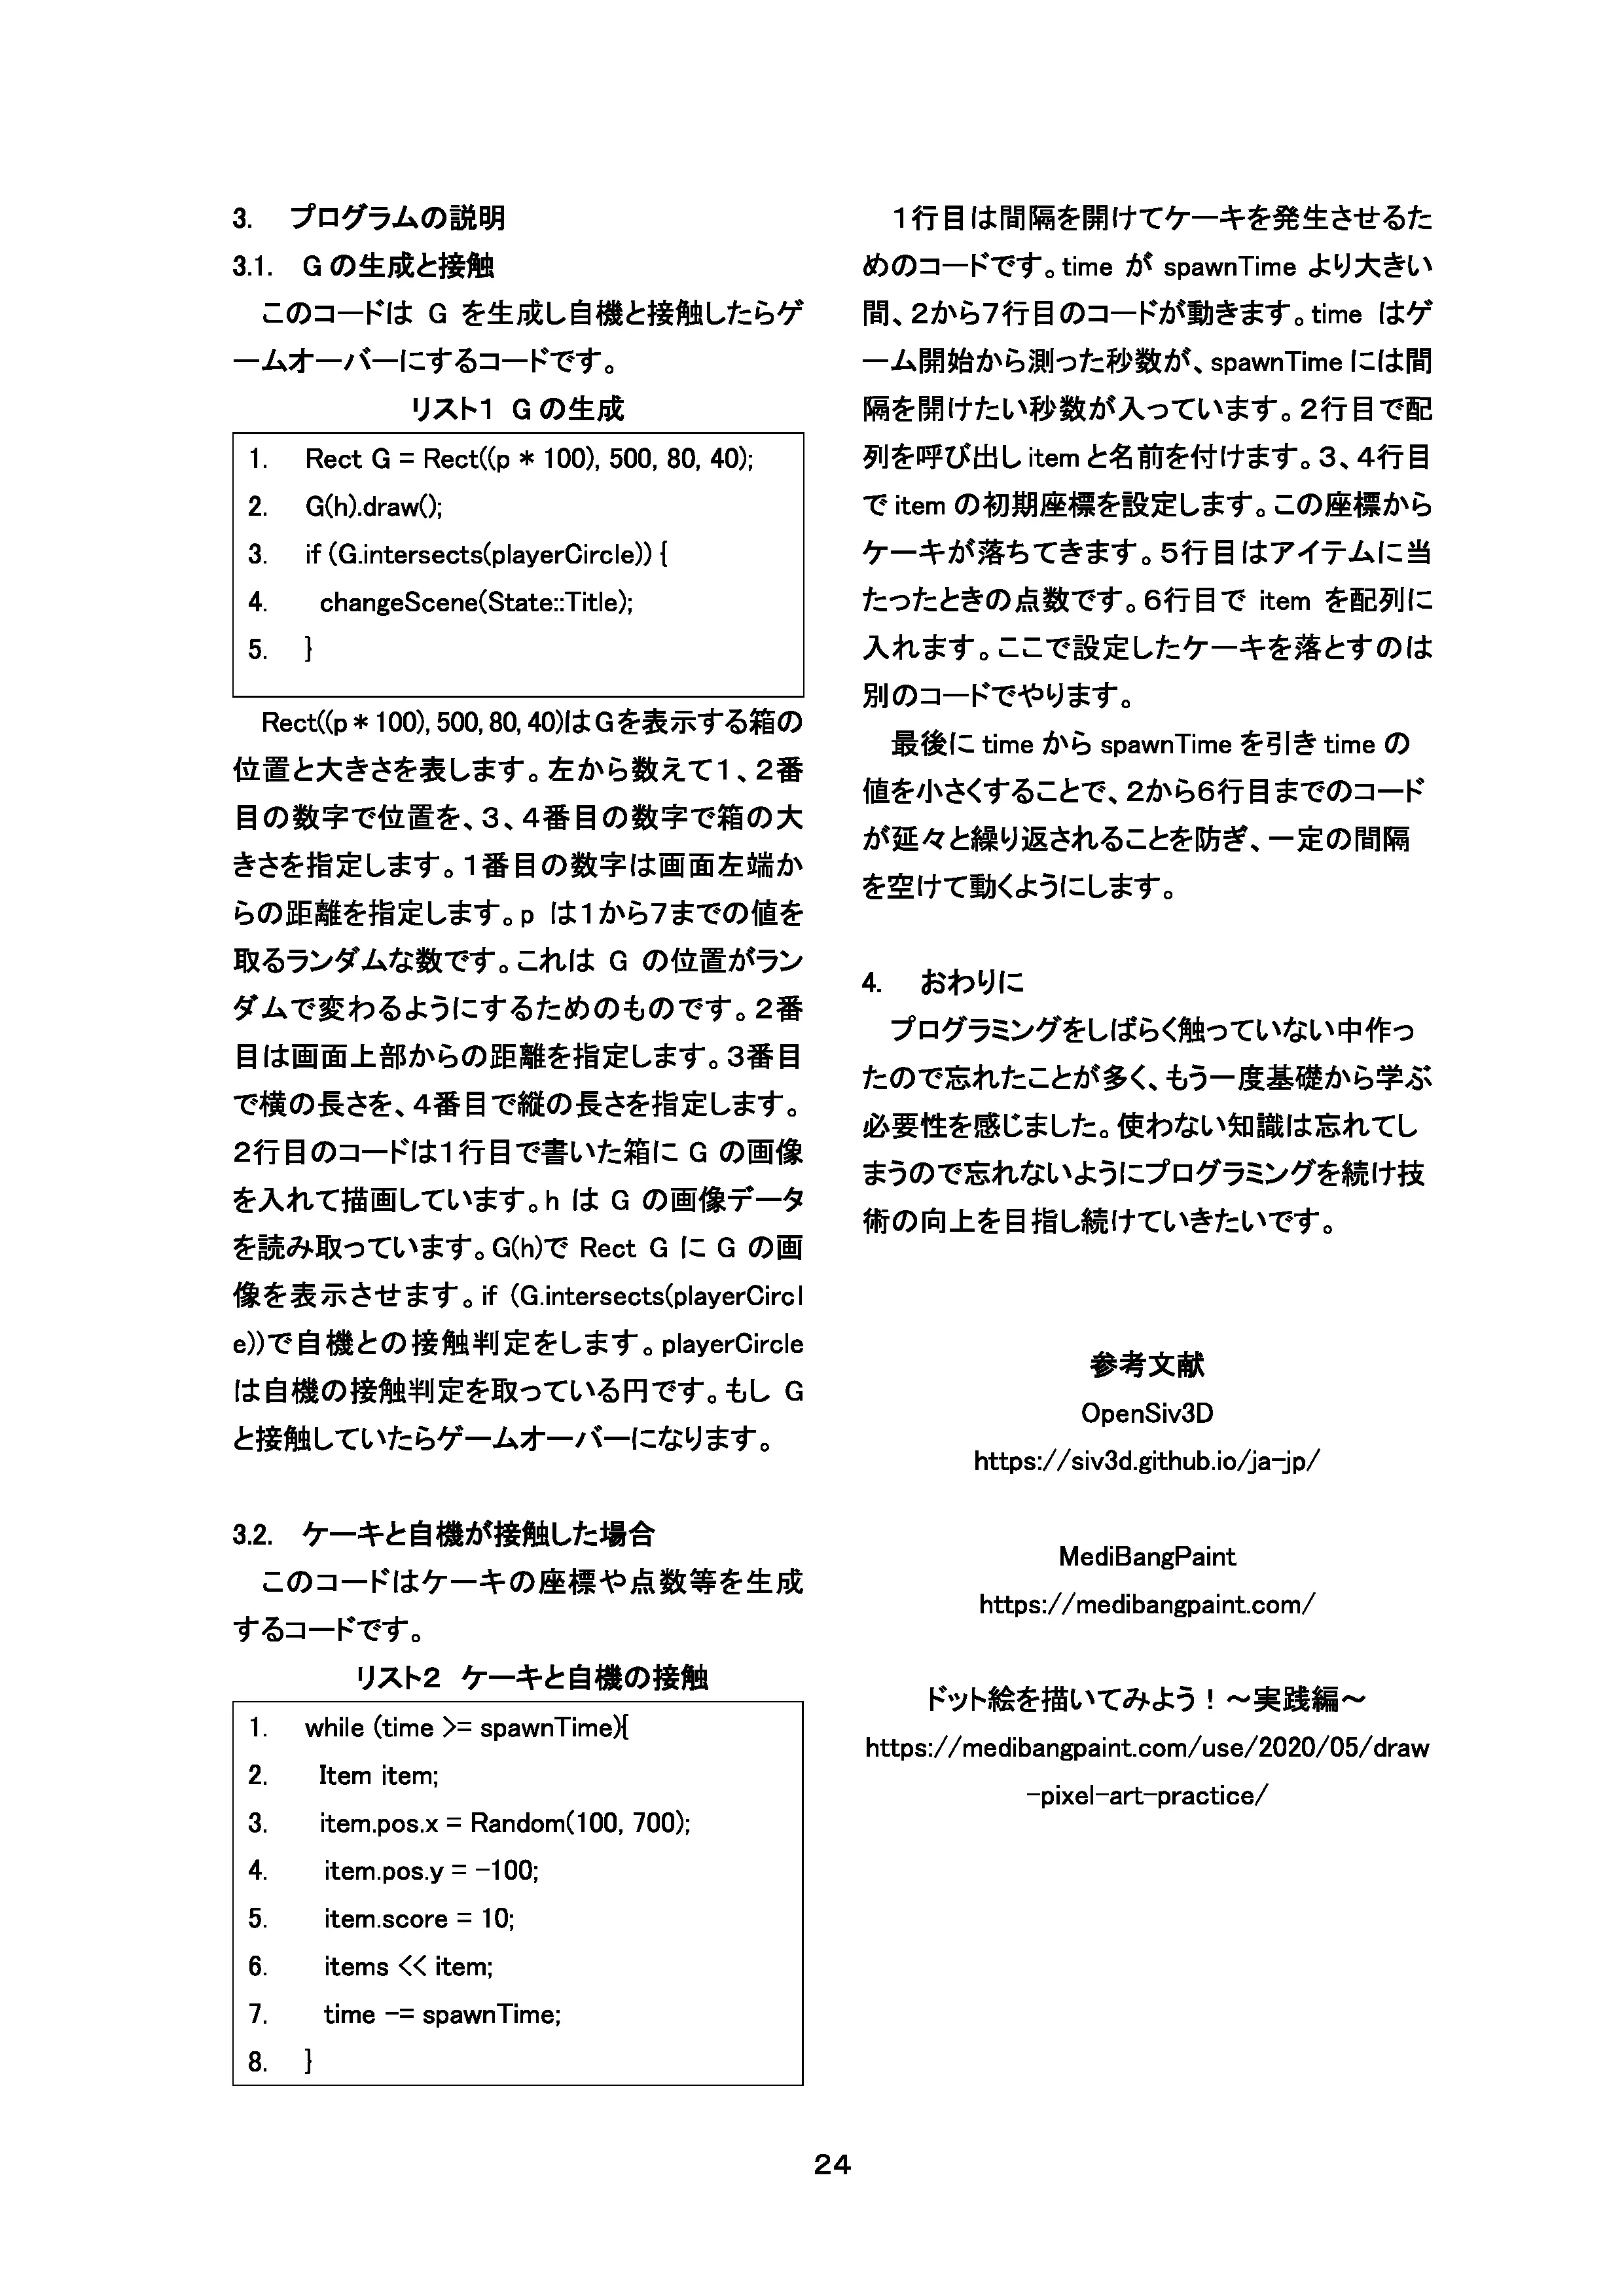 3.　プログラムの説明
3.1.　G の生成と接触
　このコードは G を生成し自機と接触したらゲ
ームオーバーにするコードです。
リスト1 G の生成
1.　Rect G = Rect((p * 100), 500, 80, 40);
2.　G(h).draw();
3.　if (G.intersects(playerCircle)) {
4.　 changeScene(State::Title);
5.　}
　Rect((p * 100), 500, 80, 40)はGを表示する箱の
位置と大きさを表します。左から数えて1、2番
目の数字で位置を、3、4番目の数字で箱の大
きさを指定します。1番目の数字は画面左端か
らの距離を指定します。p は1から7までの値を
取るランダムな数です。これは G の位置がラン
ダムで変わるようにするためのものです。2番
目は画面上部からの距離を指定します。3番目
で横の長さを、4番目で縦の長さを指定します。
2行目のコードは1行目で書いた箱に G の画像
を入れて描画しています。h は G の画像データ
を読み取っています。G(h)で Rect G に G の画
像を表示させます。if (G.intersects(playerCircl
e))で自機との接触判定をします。playerCircle
は自機の接触判定を取っている円です。もし G
と接触していたらゲームオーバーになります。
3.2.　ケーキと自機が接触した場合
　このコードはケーキの座標や点数等を生成
するコードです。
リスト2　ケーキと自機の接触
1.　while (time >= spawnTime){
2.　 Item item;
3.　 item.pos.x = Random(100, 700);
4.　 item.pos.y = -100;
5.　 item.score = 10;
6.　 items << item;
7.　 time -= spawnTime;
8.　}
　1行目は間隔を開けてケーキを発生させるた
めのコードです。time が spawnTime より大きい
間、2から7行目のコードが動きます。time はゲ
ーム開始から測った秒数が、spawnTime には間
隔を開けたい秒数が入っています。2行目で配
列を呼び出し item と名前を付けます。3、4行目
で item の初期座標を設定します。この座標から
ケーキが落ちてきます。5行目はアイテムに当
たったときの点数です。6行目で item を配列に
入れます。ここで設定したケーキを落とすのは
別のコードでやります。
　最後に time から spawnTime を引き time の
値を小さくすることで、2から6行目までのコード
が延々と繰り返されることを防ぎ、一定の間隔
を空けて動くようにします。
4.　おわりに
　プログラミングをしばらく触っていない中作っ
たので忘れたことが多く、もう一度基礎から学ぶ
必要性を感じました。使わない知識は忘れてし
まうので忘れないようにプログラミングを続け技
術の向上を目指し続けていきたいです。
参考文献
OpenSiv3D
https://siv3d.github.io/ja-jp/
MediBangPaint
https://medibangpaint.com/
ドット絵を描いてみよう！～実践編～
https://medibangpaint.com/use/2020/05/draw
-pixel-art-practice/
24